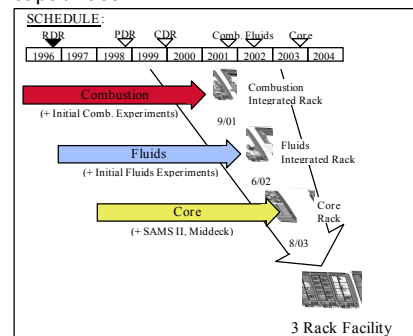 SCHEDULE:
RDR PDR CDR Comb. Fluids Core
1996 1997 1998 1999 2000 2001 2002 2003 2004
Combustion
(+ Initial Comb. Experiments)
Combustion
Integrated Rack
9/01
Fluids
(+ Initial Fluids Experiments)
Fluids
Integrated Rack
6/02
Core
(+ SAMS II, Middeck)
Core
Rack
8/03
3 Rack Facility